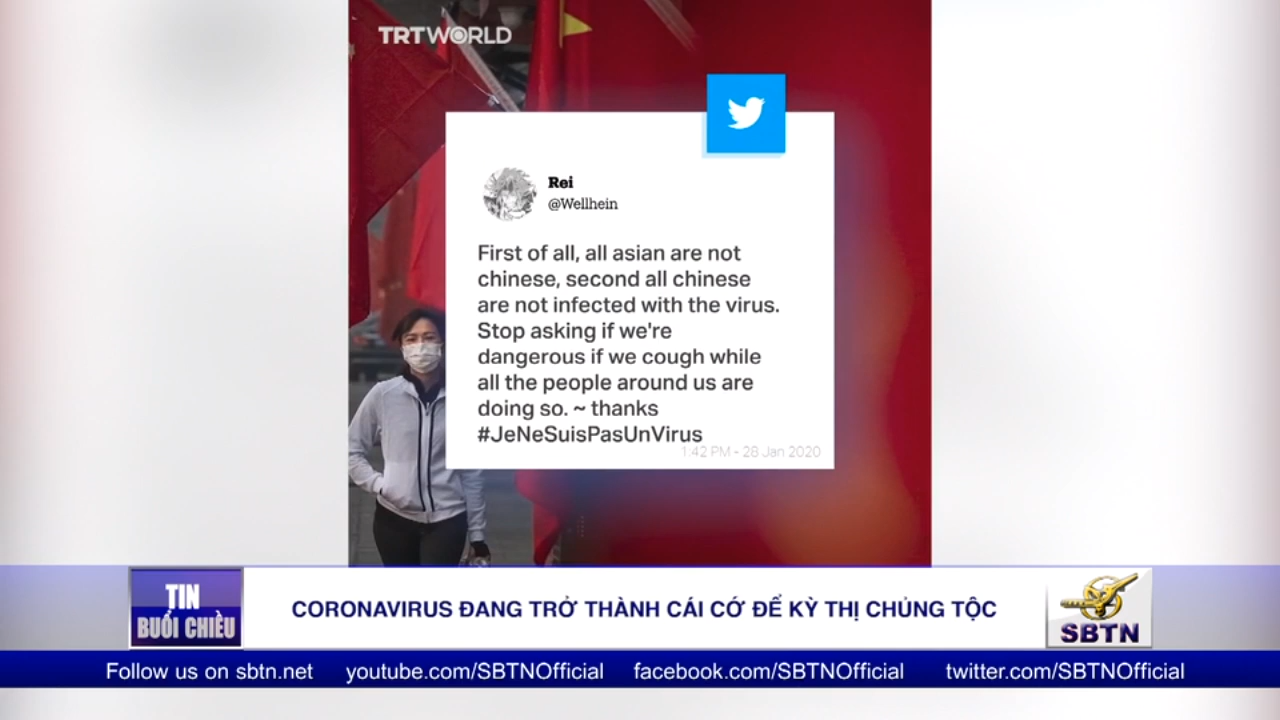 TRTWORLD
Rei
@Wellhein
First of all, all asian are not
chinese, second all chinese
are not infected with the virus.
Stop asking if we're
dangerous if we cough while
all the people around us are
doing so. ~ thanks
#JeNeSuisPasUnVirus
1:42 PM - 28 Jan 2020
TIN
BUỔI CHIỀU
CORONAVIRUS ĐANG TRỞ THÀNH CÁI CỚ ĐỂ KỲ THỊ CHỦNG TỘC
SBTN
Follow us on sbtn.net youtube.com/SBTNOfficial facebook.com/SBTNOfficial twitter.com/SBTNOfficial